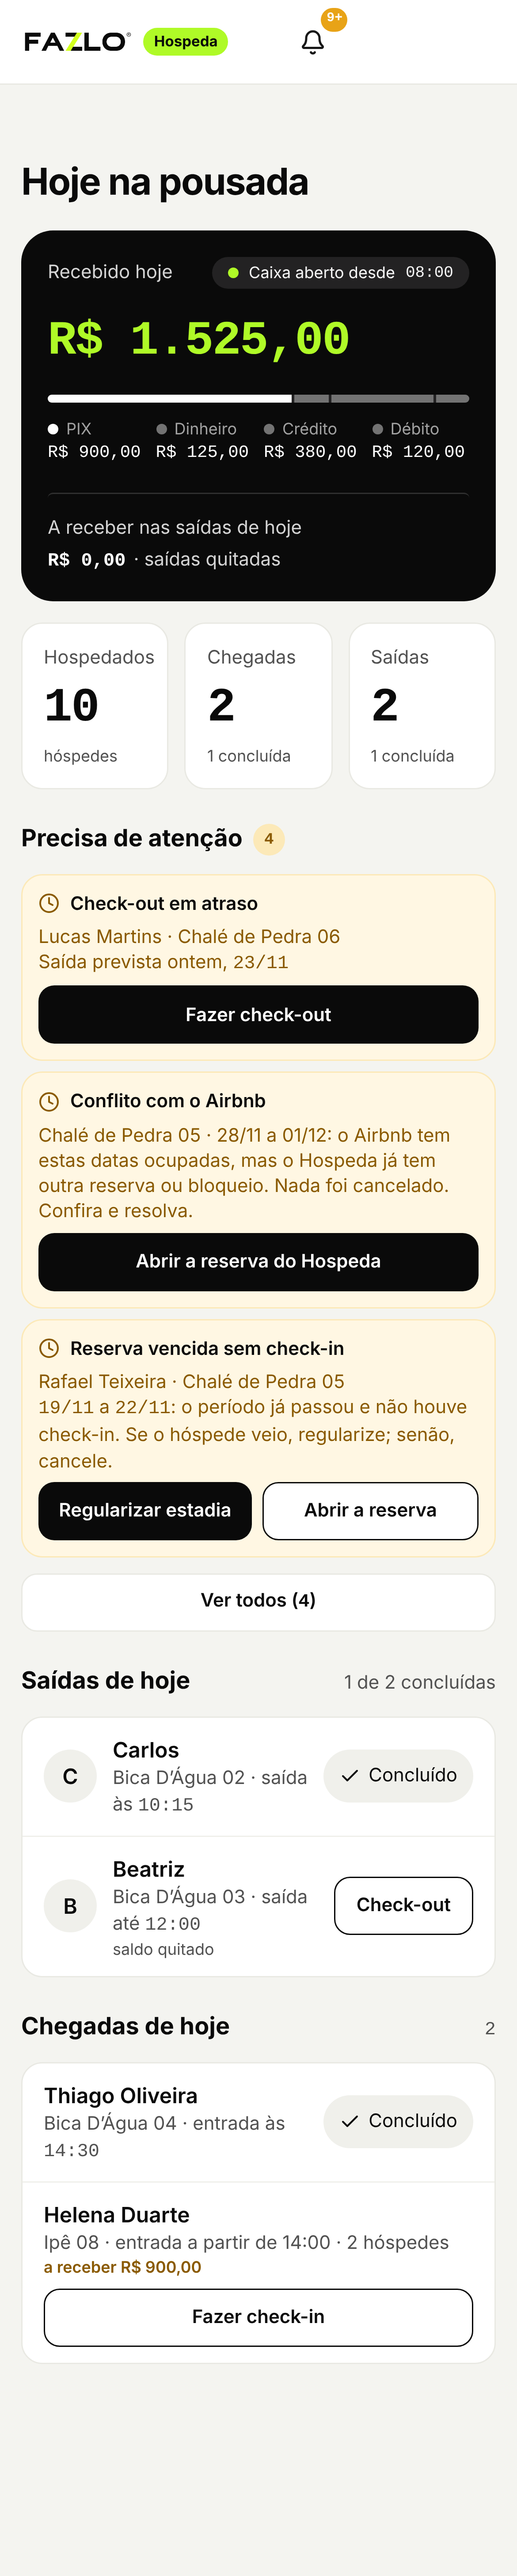 FAZLO® Hospeda 9+
Hoje na pousada
Recebido hoje
Caixa aberto desde 08:00
R$ 1.525,00
PIX Dinheiro Crédito Débito
R$ 900,00 R$ 125,00 R$ 380,00 R$ 120,00
A receber nas saídas de hoje
R$ 0,00 · saídas quitadas
Hospedados Chegadas Saídas
10 2 2
hóspedes 1 concluída 1 concluída
Precisa de atenção 4
Check-out em atraso
Lucas Martins · Chalé de Pedra 06
Saída prevista ontem, 23/11
Fazer check-out
Conflito com o Airbnb
Chalé de Pedra 05 · 28/11 a 01/12: o Airbnb tem
estas datas ocupadas, mas o Hospeda já tem
outra reserva ou bloqueio. Nada foi cancelado.
Confira e resolva.
Abrir a reserva do Hospeda
Reserva vencida sem check-in
Rafael Teixeira · Chalé de Pedra 05
19/11 a 22/11: o período já passou e não houve
check-in. Se o hóspede veio, regularize; senão,
cancele.
Regularizar estadia Abrir a reserva
Ver todos (4)
Saídas de hoje 1 de 2 concluídas
C
Carlos
Bica D’Água 02 · saída
às 10:15
Concluído
B
Beatriz
Bica D’Água 03 · saída
até 12:00
saldo quitado
Check-out
Chegadas de hoje 2
Thiago Oliveira
Bica D’Água 04 · entrada às
14:30
Concluído
Helena Duarte
Ipê 08 · entrada a partir de 14:00 · 2 hóspedes
a receber R$ 900,00
Fazer check-in